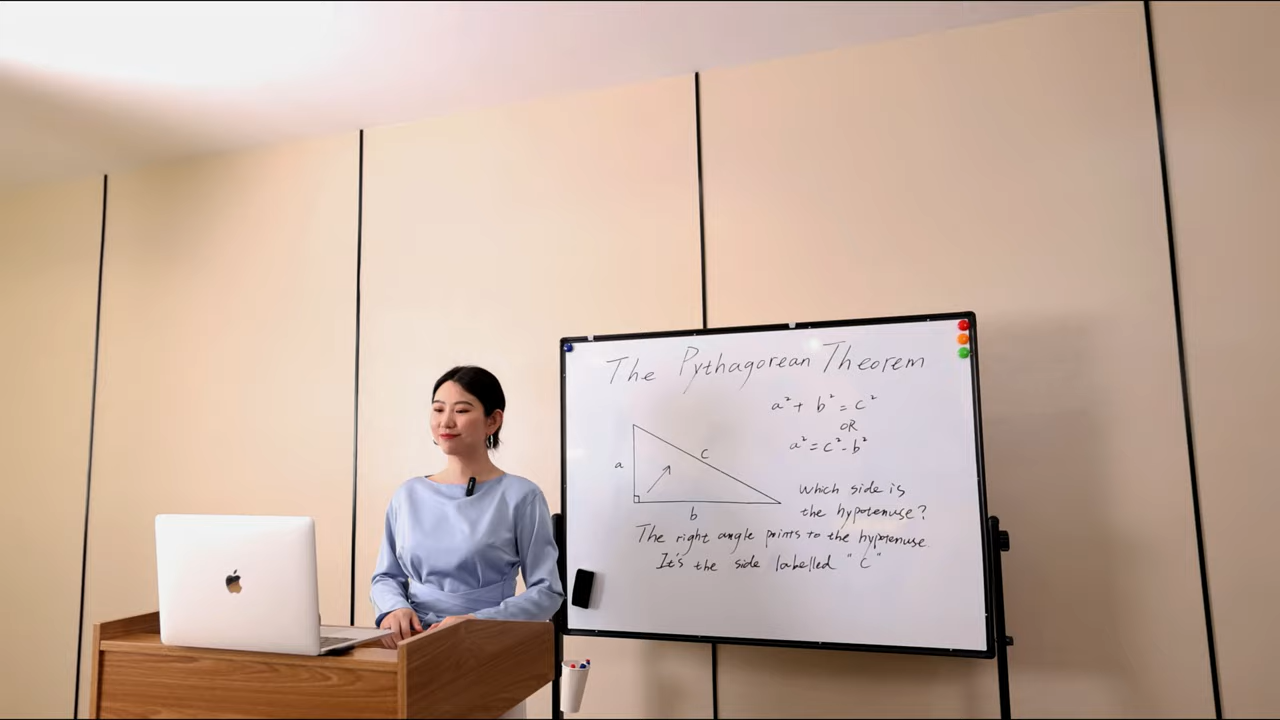 The Pythagorean Theorem
a² + b² = c²
OR
a² = c² - b²
a
c
b
which side is
the hypotenuse?
The right angle points to the hypotenuse.
It's the side labelled "C"